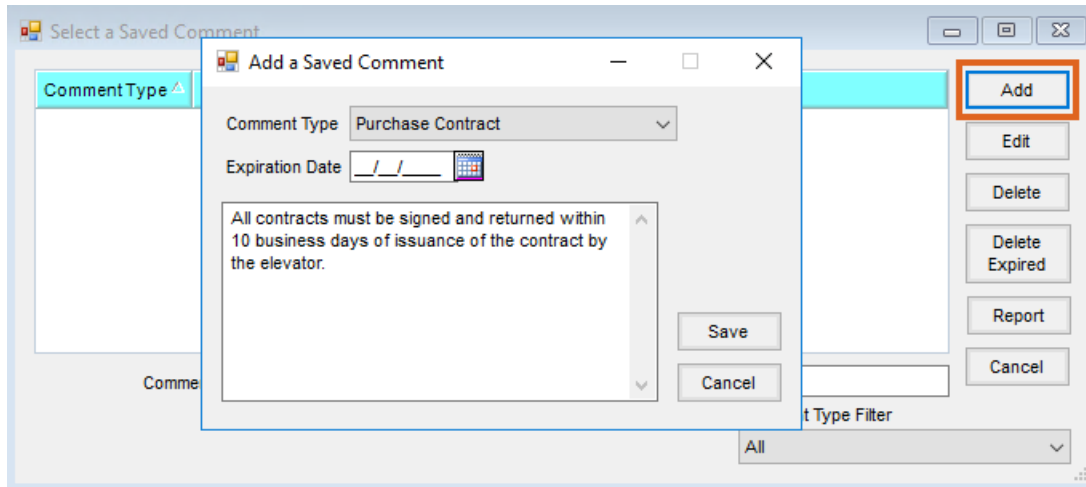 Select a Saved Comment
Add a Saved Comment
Comment Type
Add
Comment Type Purchase Contract
Edit
Expiration Date __/__/____
Delete
All contracts must be signed and returned within
10 business days of issuance of the contract by
the elevator.
Delete
Expired
Report
Save
Cancel
Cancel
Comme
t Type Filter
All